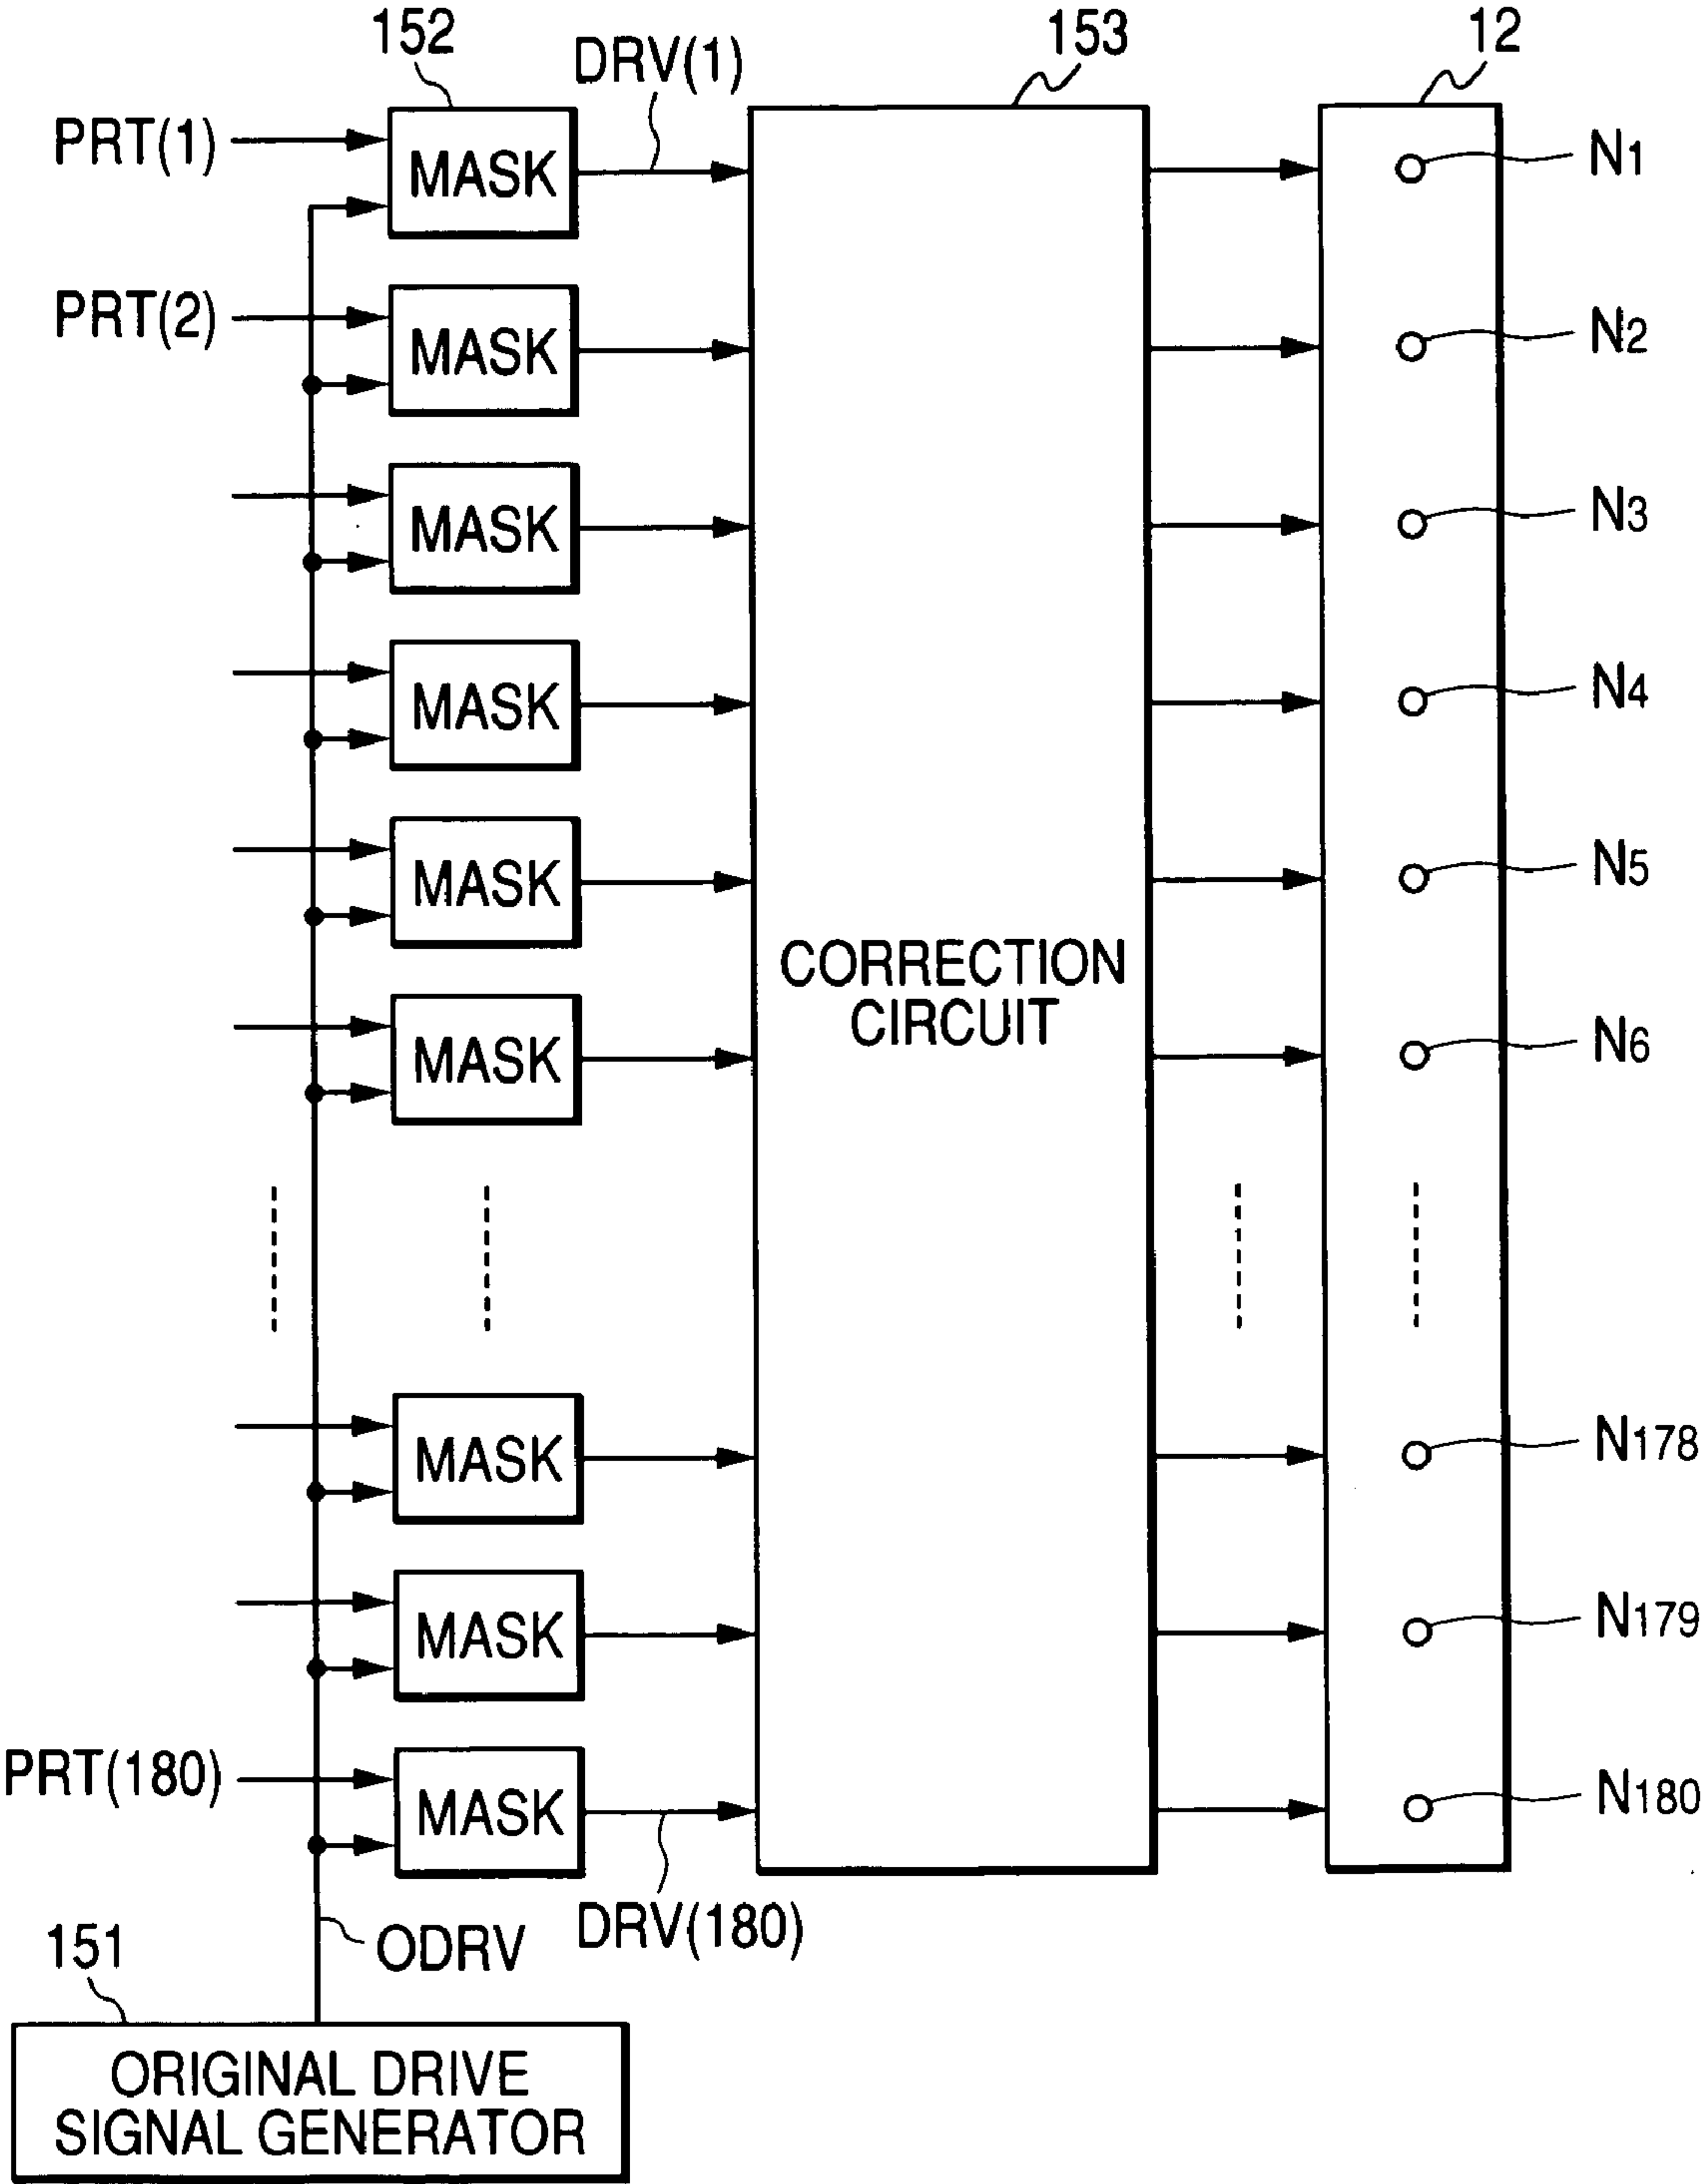 152
DRV(1)
153
12
PRT(1)
MASK
N1
PRT(2)
MASK
N2
MASK
N3
MASK
N4
MASK
N5
CORRECTION
CIRCUIT
MASK
N6
MASK
N178
MASK
N179
PRT(180)
MASK
N180
DRV(180)
ODRV
151
ORIGINAL DRIVE
SIGNAL GENERATOR